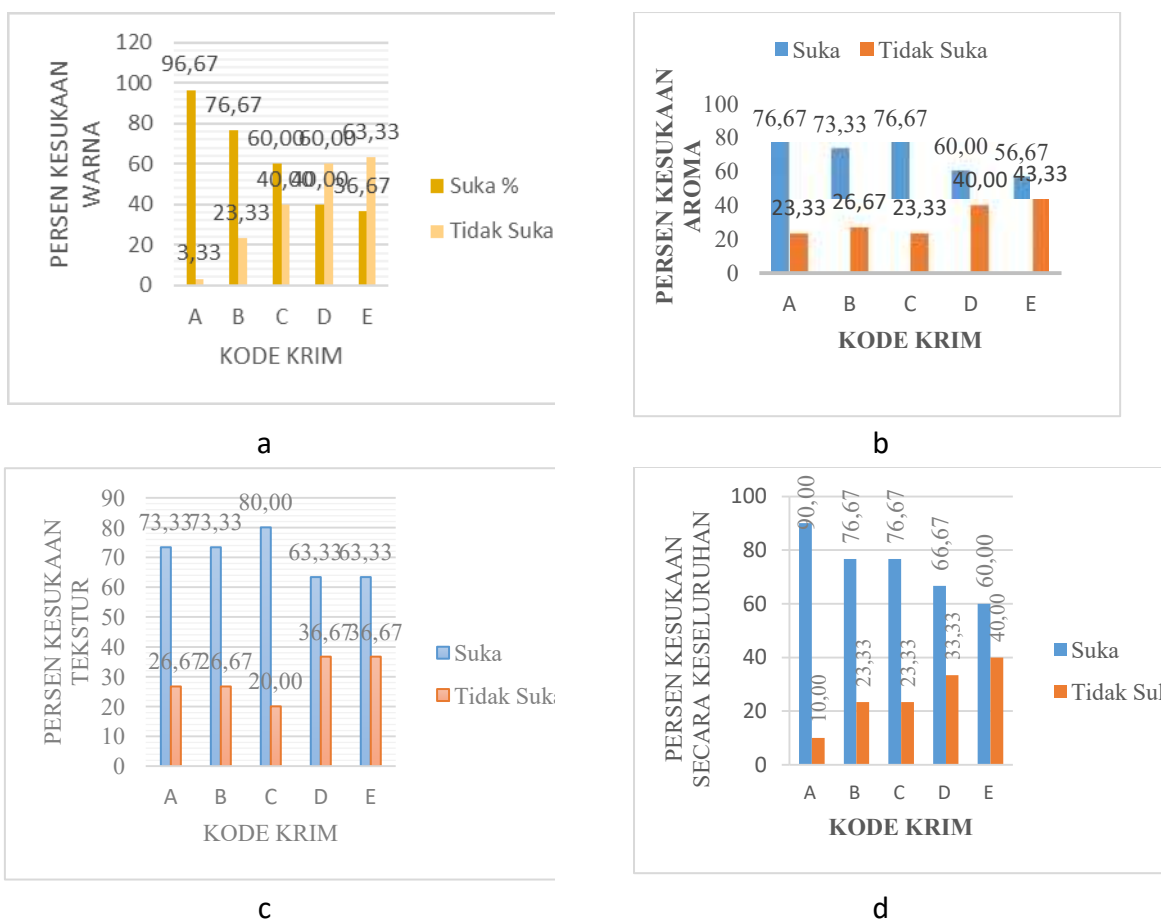 120
100
80
60
40
20
0
PERSEN KESUKAAN
WARNA
96,67
76,67
60,00
60,00
63,33
40,00
40,00
36,67
23,33
3,33
Suka %
Tidak Suka
A B C D E
KODE KRIM
a
Suka Tidak Suka
100
80
60
40
20
0
PERSEN KESUKAAN
AROMA
76,67 73,33 76,67
60,00 56,67
23,33 26,67 23,33 40,00 43,33
A B C D E
KODE KRIM
b
90
80
70
60
50
40
30
20
10
0
PERSEN KESUKAAN
TEKSTUR
73,33 73,33 80,00 63,33 63,33
26,67 26,67 20,00 36,67 36,67
Suka
Tidak Suka
A B C D E
KODE KRIM
c
100
80
60
40
20
0
PERSEN KESUKAAN
SECARA KESELURUHAN
90,00 76,67 76,67 66,67 60,00
10,00 23,33 23,33 33,33 40,00
Suka
Tidak Su
A B C D E
KODE KRIM
d